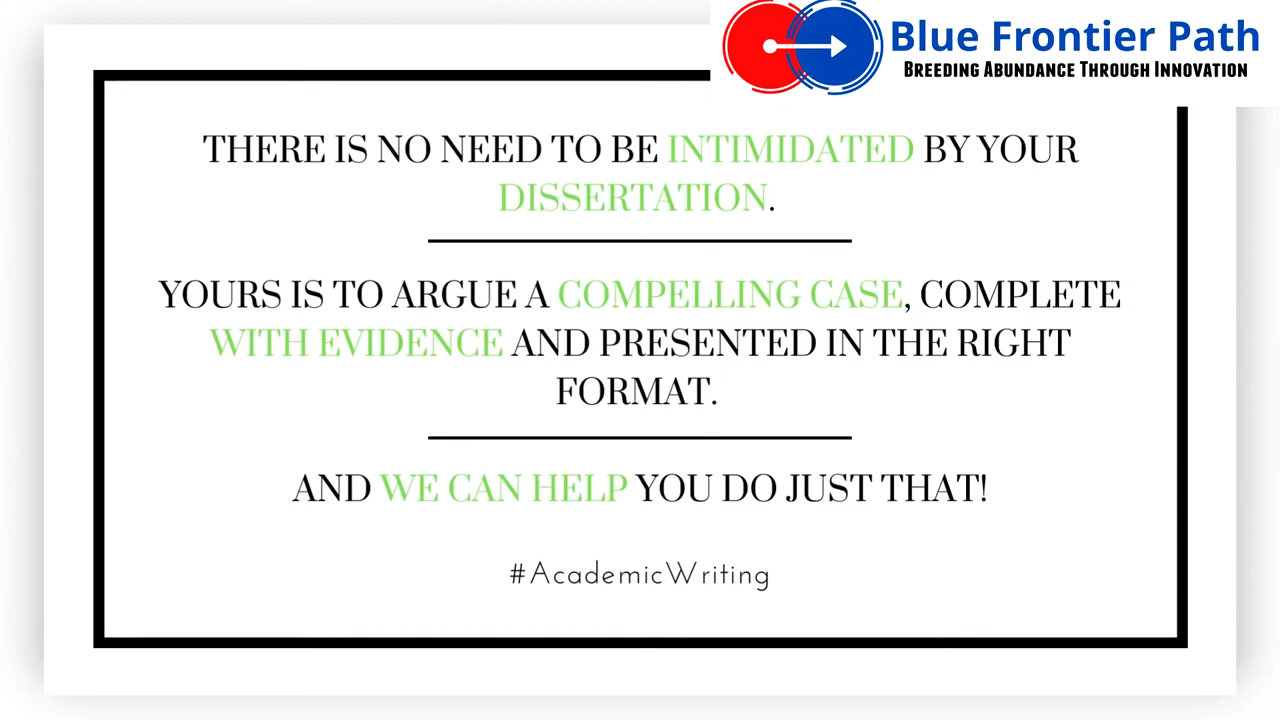 Blue Frontier Path
BREEDING ABUNDANCE THROUGH INNOVATION
THERE IS NO NEED TO BE INTIMIDATED BY YOUR
DISSERTATION.
YOURS IS TO ARGUE A COMPELLING CASE, COMPLETE
WITH EVIDENCE AND PRESENTED IN THE RIGHT
FORMAT.
AND WE CAN HELP YOU DO JUST THAT!
#AcademicWriting